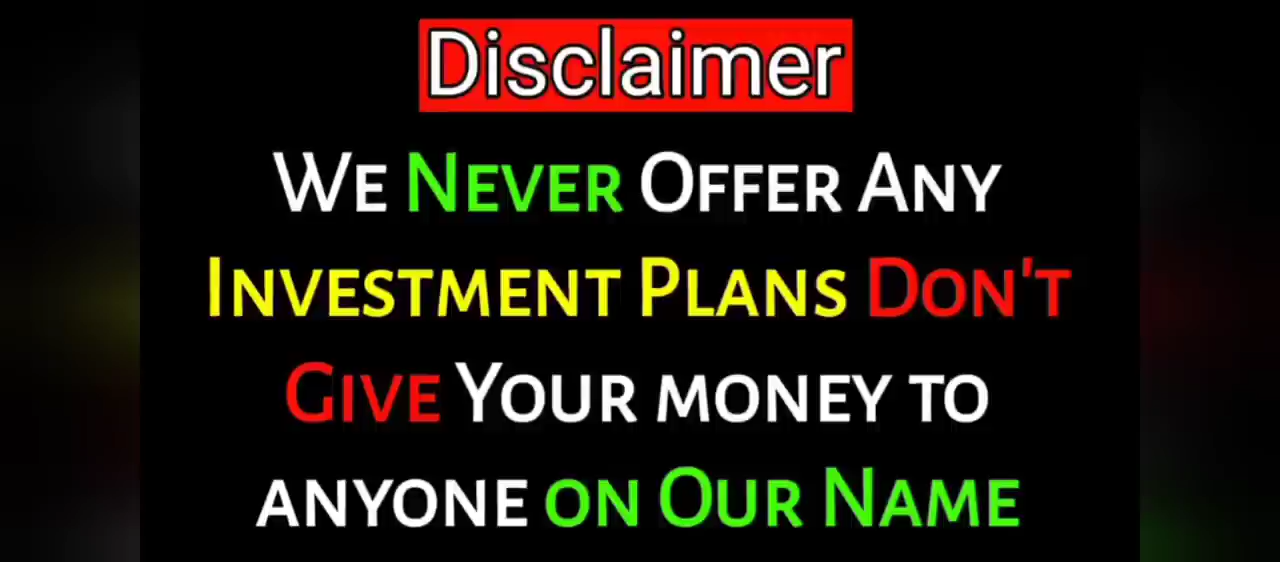 Disclaimer
We Never Offer Any
Investment Plans Don't
Give Your money to
anyone on Our Name